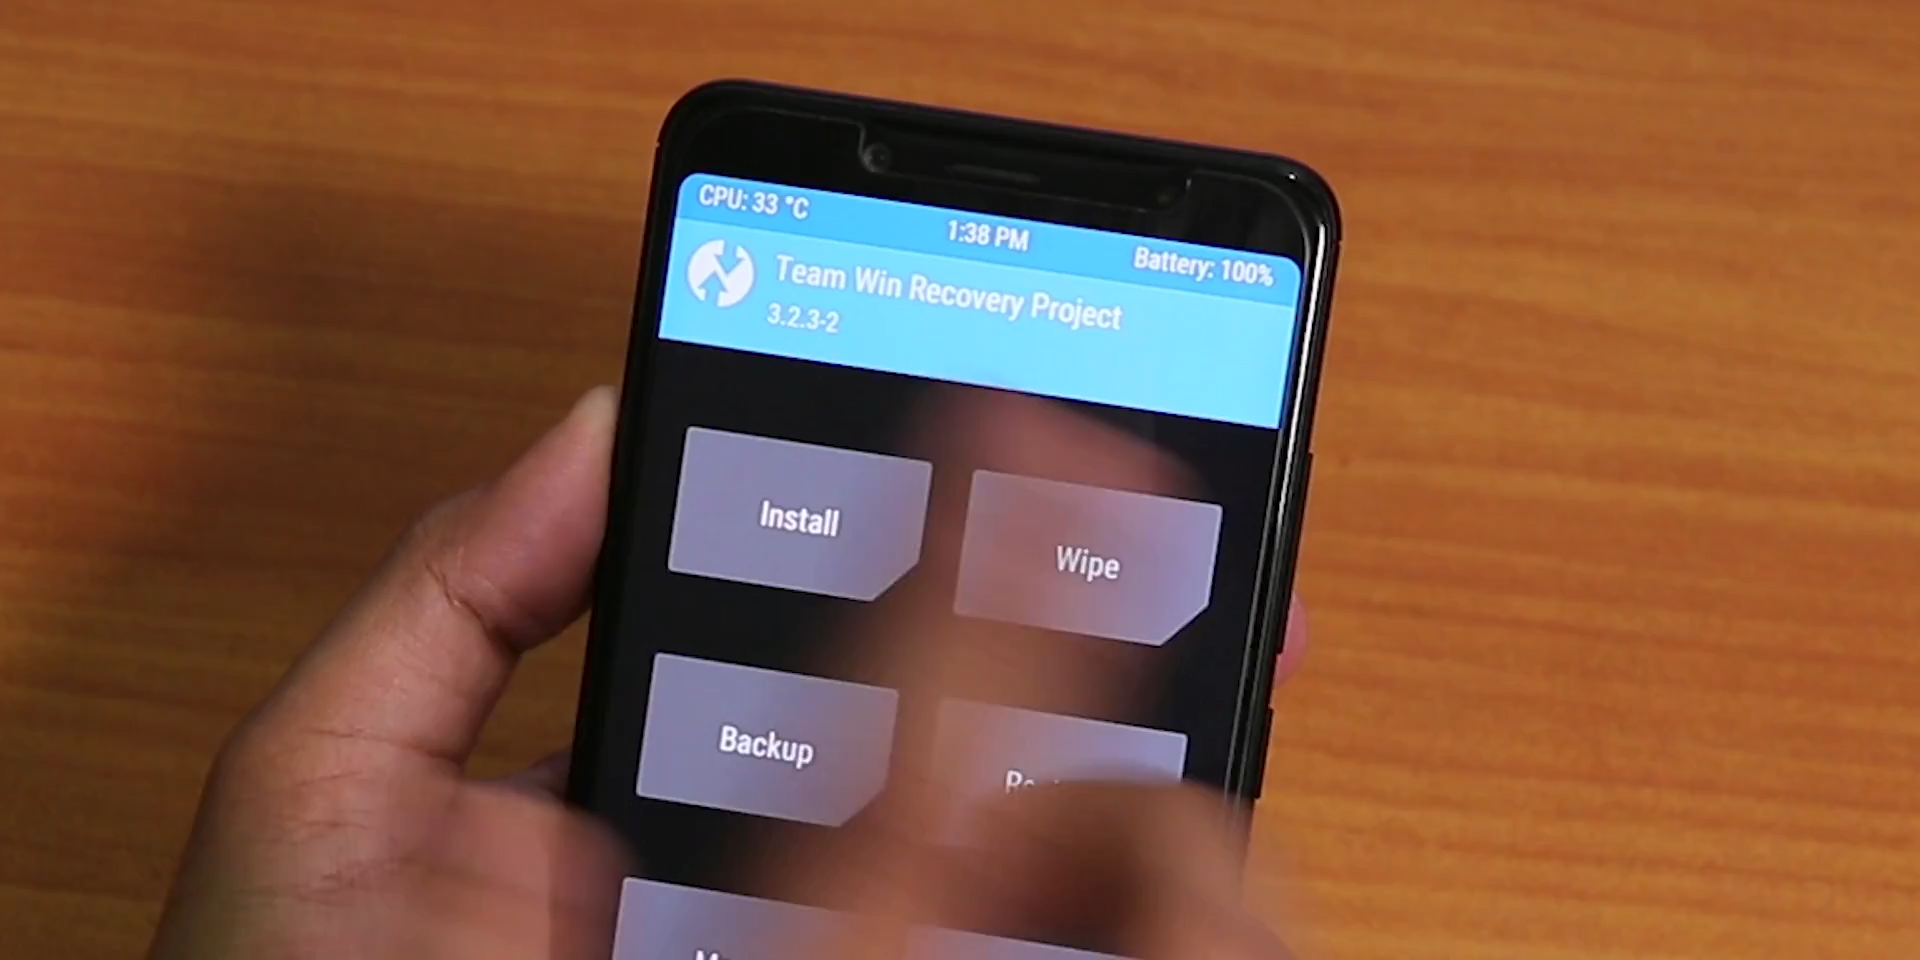 CPU: 33 °C
1:38 PM
Battery: 100%
Team Win Recovery Project
3.2.3-2
Install
Wipe
Backup